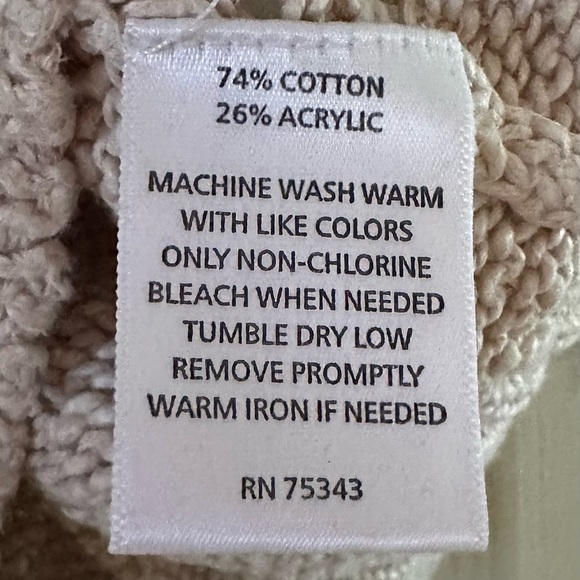 74% COTTON
26% ACRYLIC
MACHINE WASH WARM
WITH LIKE COLORS
ONLY NON-CHLORINE
BLEACH WHEN NEEDED
TUMBLE DRY LOW
REMOVE PROMPTLY
WARM IRON IF NEEDED
RN 75343